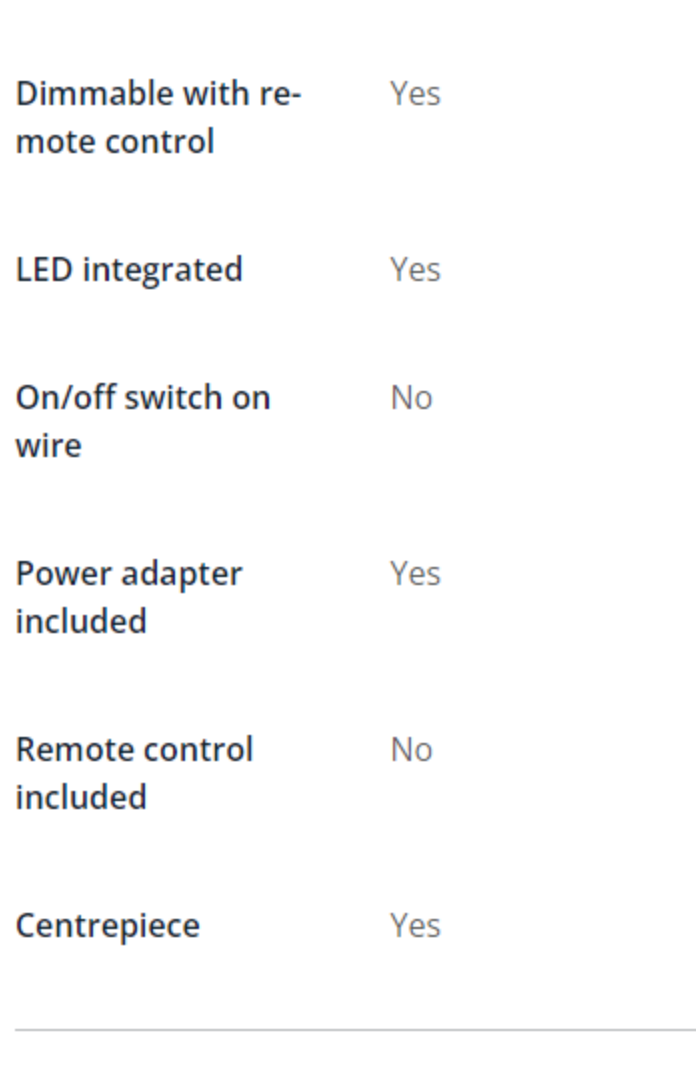 Dimmable with re- Yes
mote control
LED integrated Yes
On/off switch on No
wire
Power adapter Yes
included
Remote control No
included
Centrepiece Yes